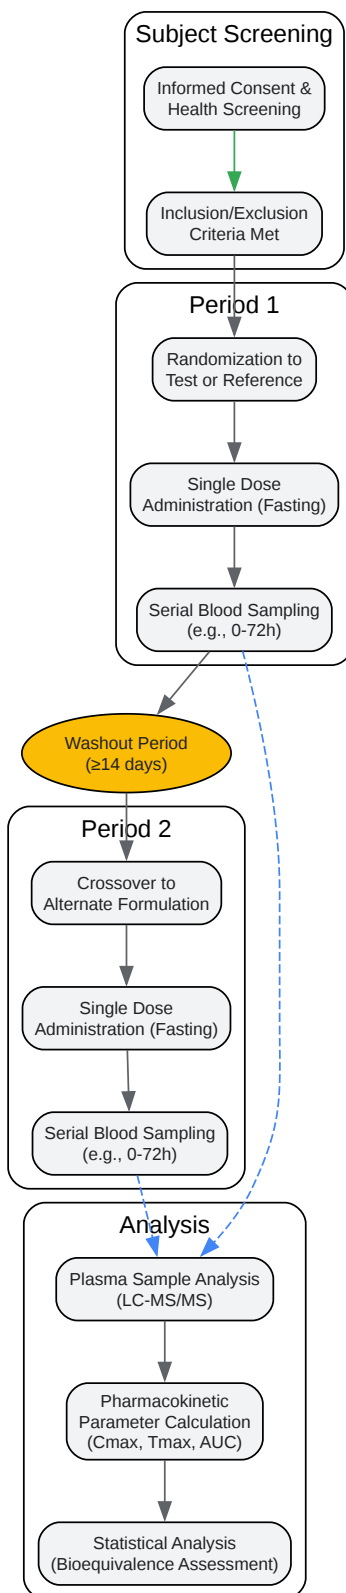 Subject Screening
Informed Consent &
Health Screening
Inclusion/Exclusion
Criteria Met
Period 1
Randomization to
Test or Reference
Single Dose
Administration (Fasting)
Serial Blood Sampling
(e.g., 0-72h)
Washout Period
(≥14 days)
Period 2
Crossover to
Alternate Formulation
Single Dose
Administration (Fasting)
Serial Blood Sampling
(e.g., 0-72h)
Analysis
Plasma Sample Analysis
(LC-MS/MS)
Pharmacokinetic
Parameter Calculation
(Cmax, Tmax, AUC)
Statistical Analysis
(Bioequivalence Assessment)